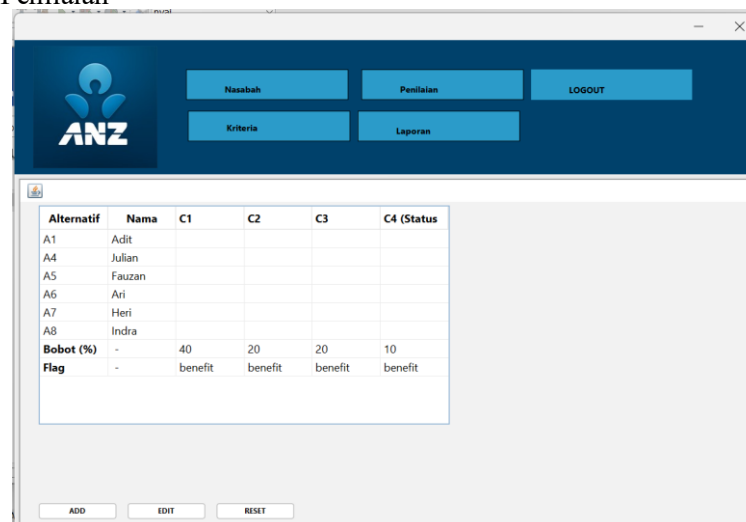 Penilaian
Nasabah
Penilaian
LOGOUT
ANZ
Kriteria
Laporan
Alternatif Nama C1 C2 C3 C4 (Status
A1 Adit
A4 Julian
A5 Fauzan
A6 Ari
A7 Heri
A8 Indra
Bobot (%) - 40 20 20 10
Flag - benefit benefit benefit benefit
ADD EDIT RESET